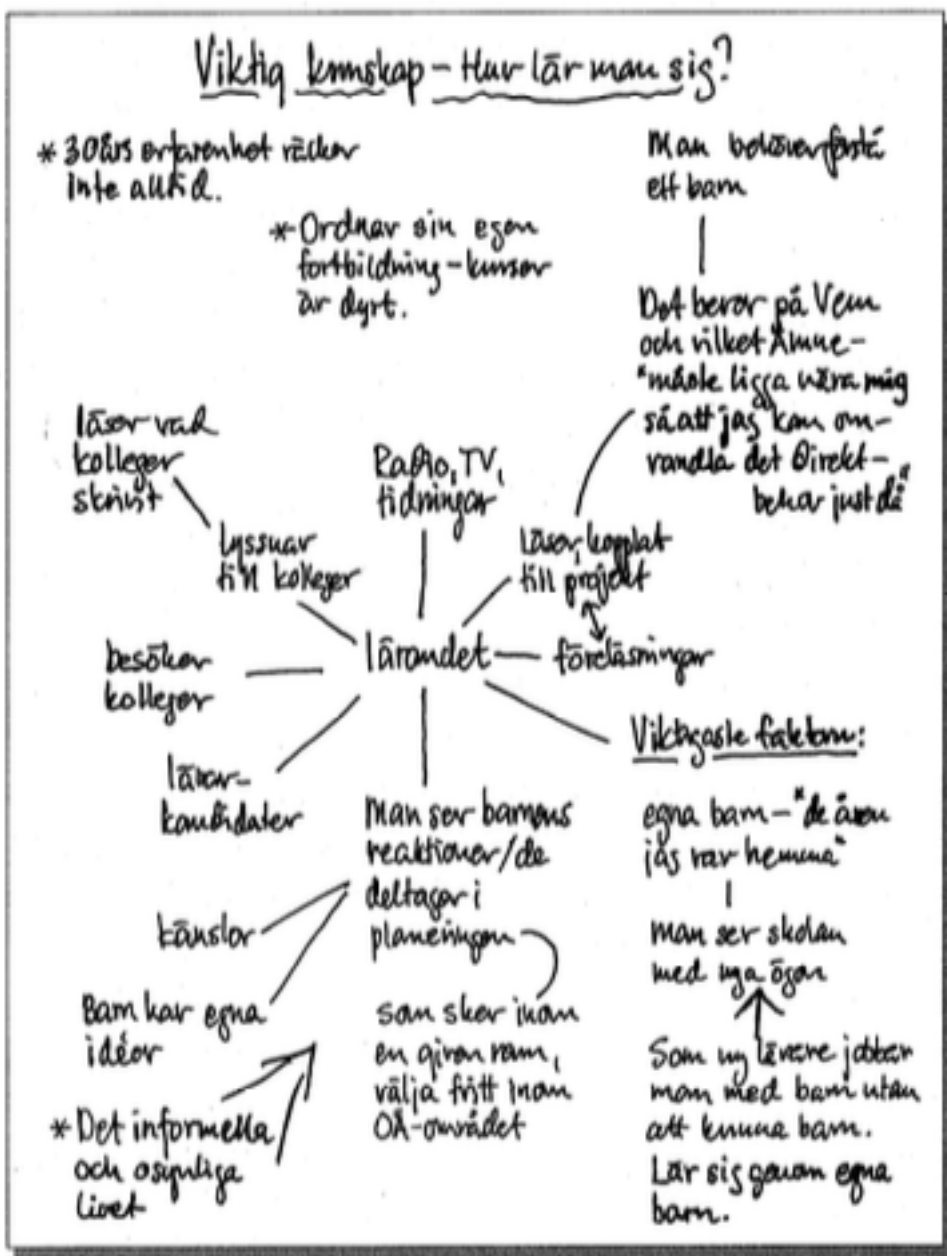 Viktig kunskap – Hur lär man sig?
* 30 års erfarenhet räcker
inte alltid.
* Ordnar sin egen
fortbildning – kurser
är dyrt.
Man behöver förstå
ett barn
Det beror på Vem
och vilket Ämne –
"måste ligga nära mig
så att jag kan om-
vandla det direkt –
behov just då"
läser vad
kolleger
skrivit
lyssnar
till kolleger
Radio, TV,
tidningar
Läser, kopplat
till projekt
besöker
kolleger
lärandet
föreläsningar
lärar-
kandidater
man ser barnens
reaktioner/de
deltager i
planeringen
Viktigaste faktorn:
egna barn – "de åren
jag var hemma"
man ser skolan
med nya ögon
känslor
Barn har egna
idéer
som sker inom
en given ram,
välja fritt inom
OÄ-området
Som ny lärare jobbar
man med barn utan
att kunna barn.
Lär sig genom egna
barn.
* Det informella
och osynliga
livet